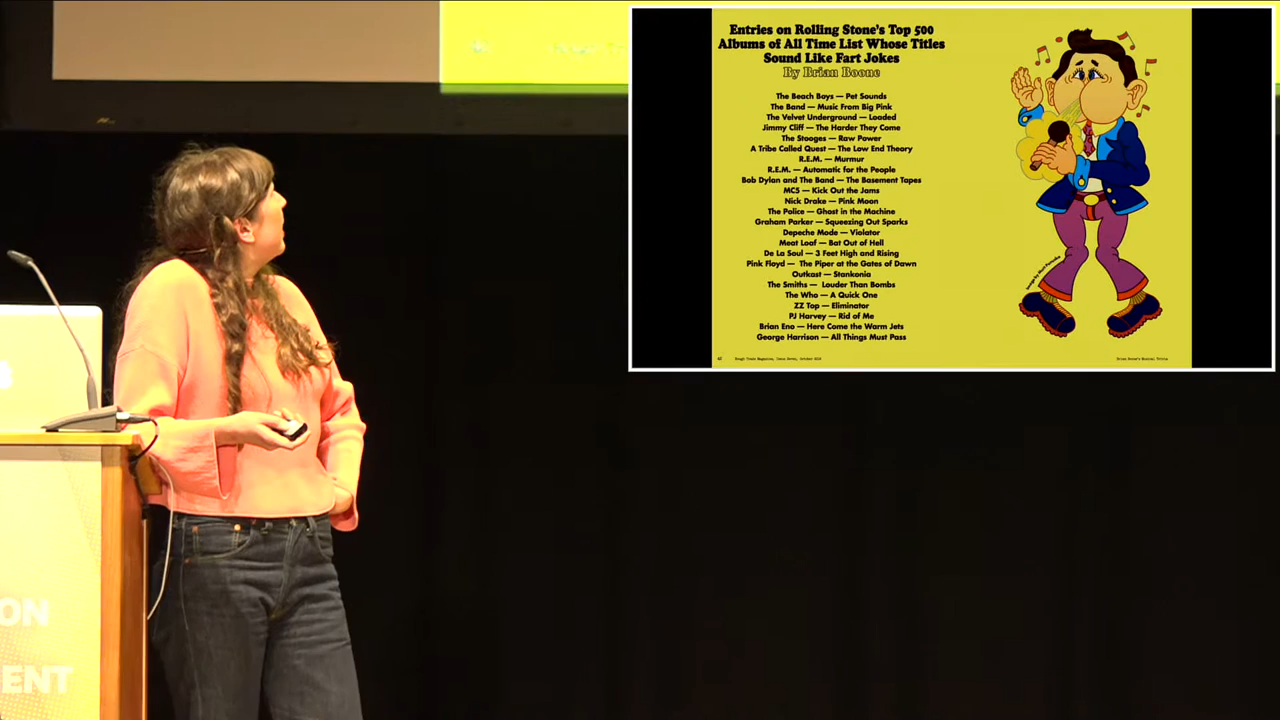 Entries on Rolling Stone's Top 500
Albums of All Time List Whose Titles
Sound Like Fart Jokes
By Brian Boone
The Beach Boys — Pet Sounds
The Band — Music From Big Pink
The Velvet Underground — Loaded
Jimmy Cliff — The Harder They Come
The Stooges — Raw Power
A Tribe Called Quest — The Low End Theory
R.E.M. — Murmur
R.E.M. — Automatic for the People
Bob Dylan and The Band — The Basement Tapes
MC5 — Kick Out the Jams
Nick Drake — Pink Moon
The Police — Ghost in the Machine
Graham Parker — Squeezing Out Sparks
Depeche Mode — Violator
Meat Loaf — Bat Out of Hell
De La Soul — 3 Feet High and Rising
Pink Floyd — The Piper at the Gates of Dawn
Outkast — Stankonia
The Smiths — Louder Than Bombs
The Who — A Quick One
ZZ Top — Eliminator
PJ Harvey — Rid of Me
Brian Eno — Here Come the Warm Jets
George Harrison — All Things Must Pass
Rough Trade Magazine, Issue Seven, October
ON
ENT